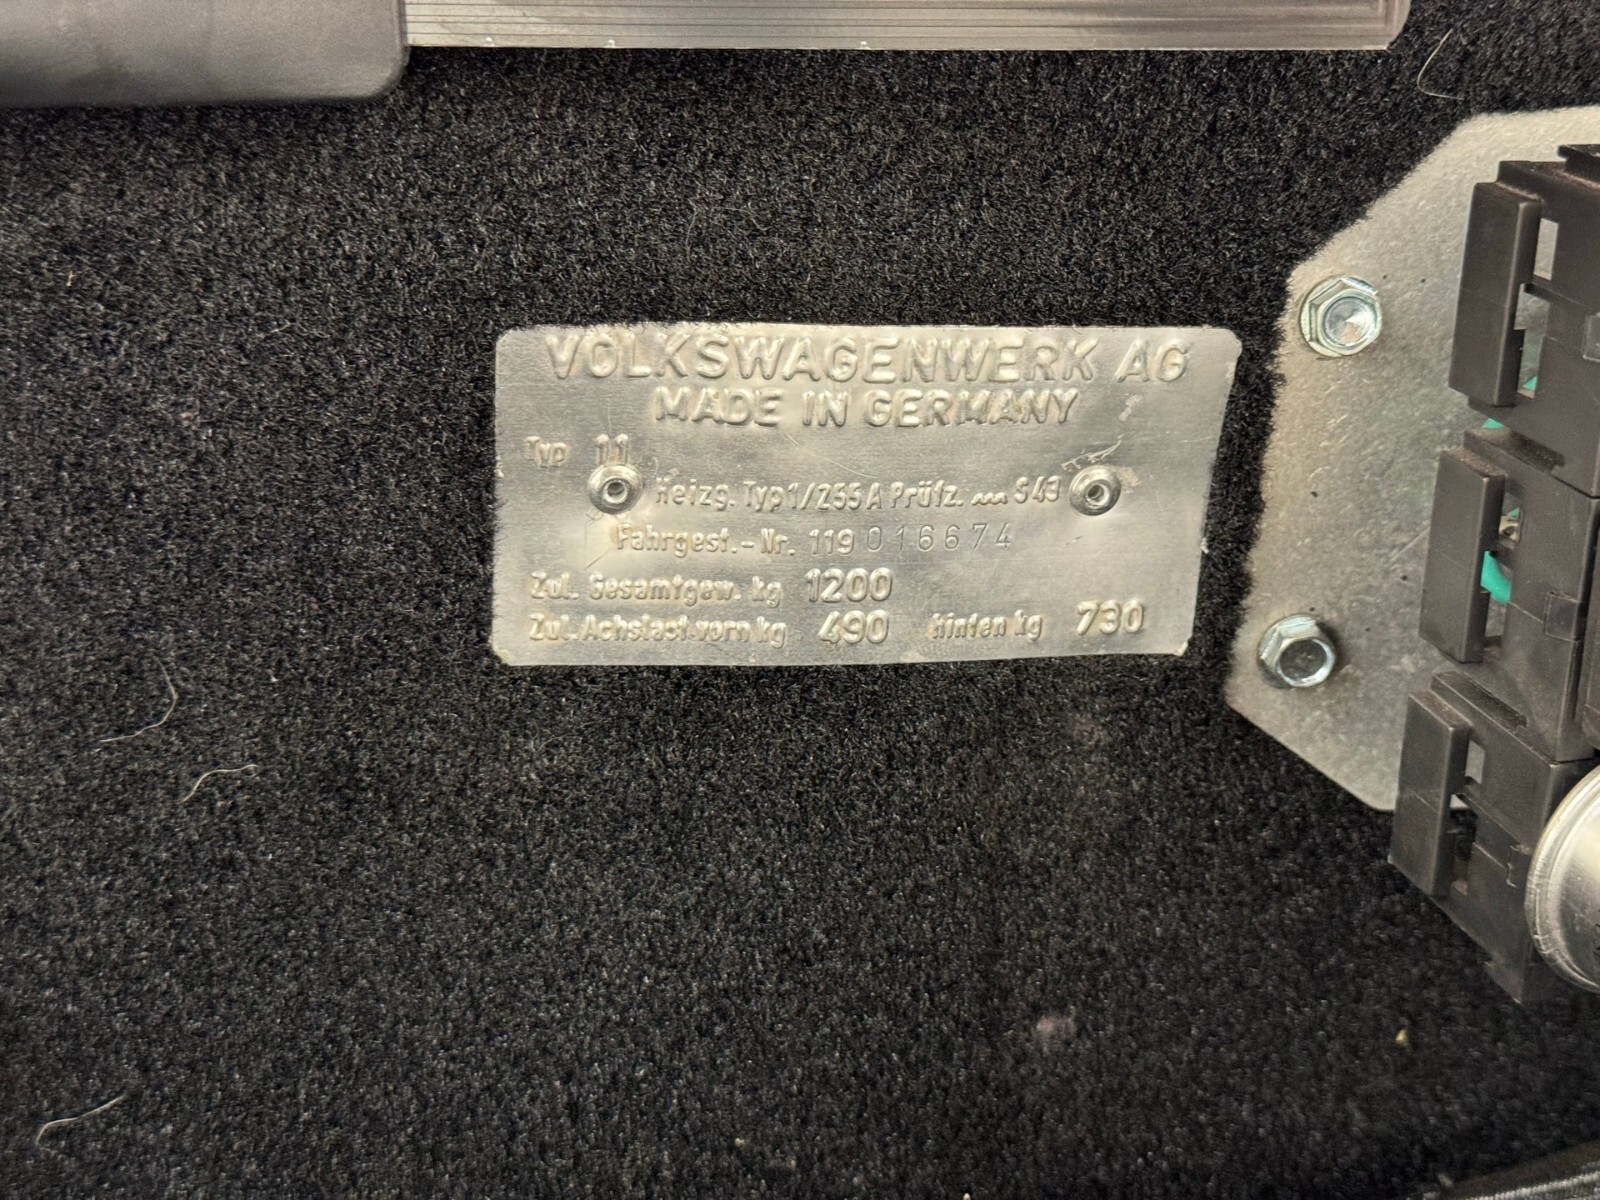 VOLKSWAGENWERK AG
MADE IN GERMANY
Typ 11
Heizg. Typ 1/255 A Prüfz. ~~~ S 43
Fahrgest.-Nr. 119 016674
Zul. Gesamtgew. kg 1200
Zul. Achslast vorn kg 490 hinten kg 730